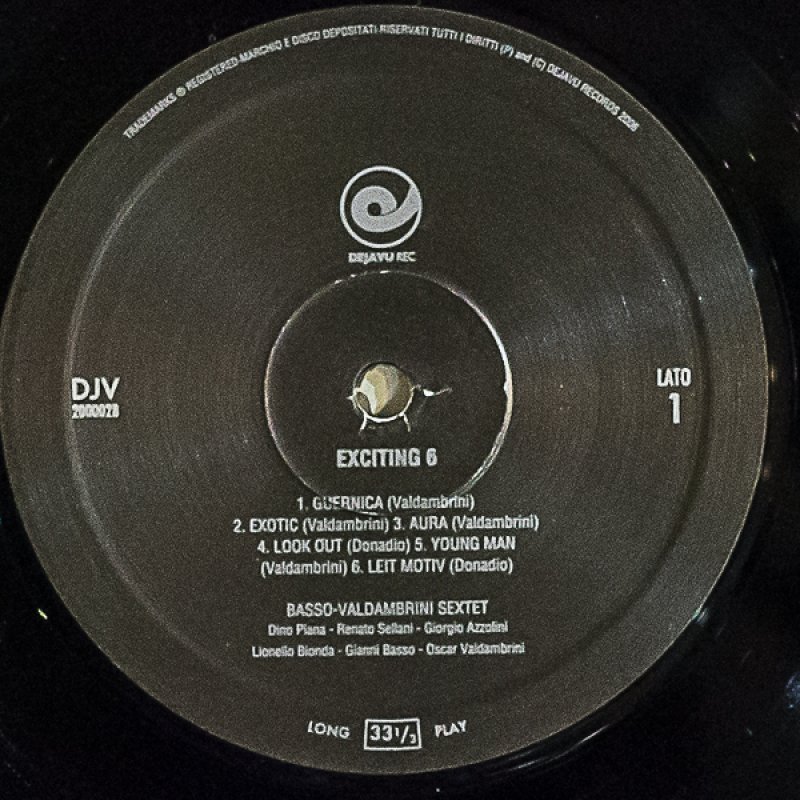 TRADEMARKS ® REGISTERED-MARCHIO E DISCO DEPOSITATI RISERVATI TUTTI I DIRITTI (P) and (C) DEJAVU RECORDS 2006
DEJAVU REC
DJV
2000028
LATO
1
EXCITING 6
1. GUERNICA (Valdambrini)
2. EXOTIC (Valdambrini) 3. AURA (Valdambrini)
4. LOOK OUT (Donadio) 5. YOUNG MAN
(Valdambrini) 6. LEIT MOTIV (Donadio)
BASSO-VALDAMBRINI SEXTET
Dino Piana - Renato Sellani - Giorgio Azzolini
Lionello Bionda - Gianni Basso - Oscar Valdambrini
LONG 33 1/3 PLAY